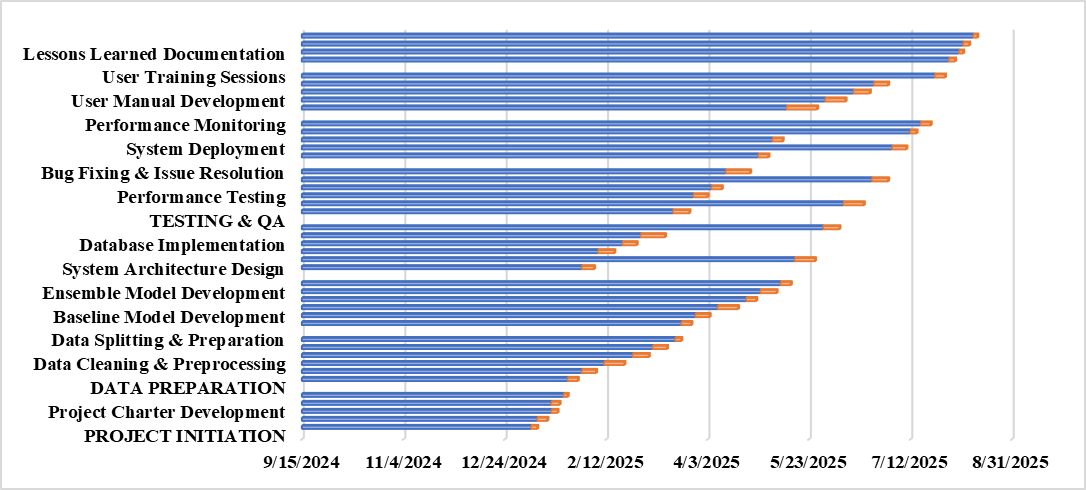 Lessons Learned Documentation
User Training Sessions
User Manual Development
Performance Monitoring
System Deployment
Bug Fixing & Issue Resolution
Performance Testing
TESTING & QA
Database Implementation
System Architecture Design
Ensemble Model Development
Baseline Model Development
Data Splitting & Preparation
Data Cleaning & Preprocessing
DATA PREPARATION
Project Charter Development
PROJECT INITIATION
9/15/2024 11/4/2024 12/24/2024 2/12/2025 4/3/2025 5/23/2025 7/12/2025 8/31/2025